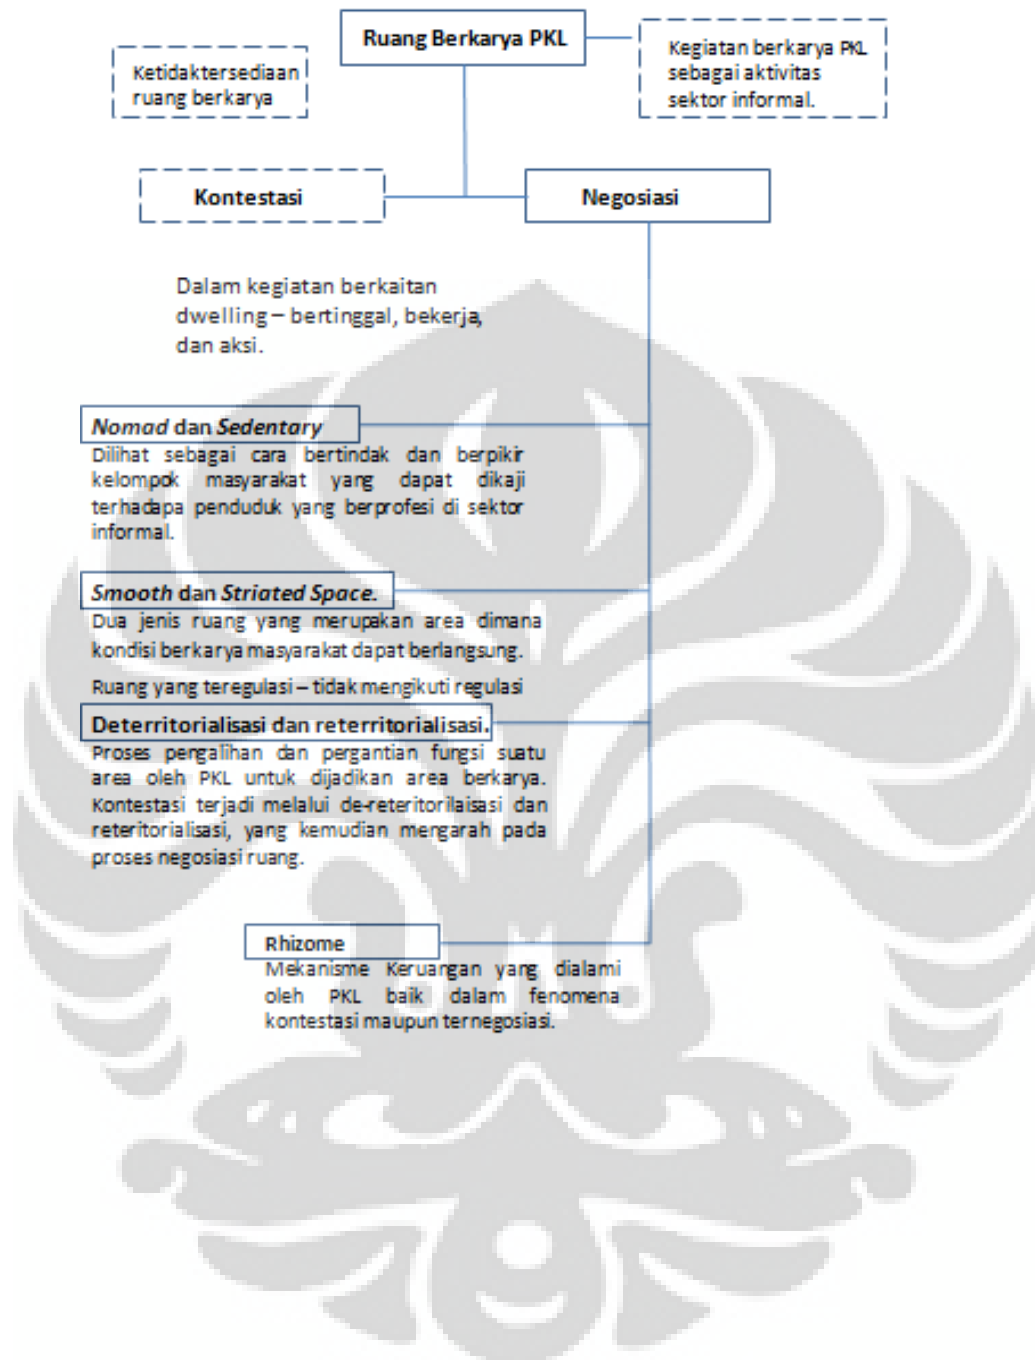 Ruang Berkarya PKL
Kegiatan berkarya PKL
sebagai aktivitas
sektor informal.
Ketidaktersediaan
ruang berkarya
Kontestasi
Negosiasi
Dalam kegiatan berkaitan
dwelling – bertinggal, bekerja,
dan aksi.
Nomad dan Sedentary
Dilihat sebagai cara bertindak dan berpikir
kelompok masyarakat yang dapat dikaji
terhadapa penduduk yang berprofesi di sektor
informal.
Smooth dan Striated Space.
Dua jenis ruang yang merupakan area dimana
kondisi berkarya masyarakat dapat berlangsung.
Ruang yang teregulasi – tidak mengikuti regulasi
Deterritorialisasi dan reterritorialisasi.
Proses pengalihan dan pergantian fungsi suatu
area oleh PKL untuk dijadikan area berkarya.
Kontestasi terjadi melalui de-reteritorilaisasi dan
reteritorialisasi, yang kemudian mengarah pada
proses negosiasi ruang.
Rhizome
Mekanisme Keruangan yang dialami
oleh PKL baik dalam fenomena
kontestasi maupun ternegosiasi.